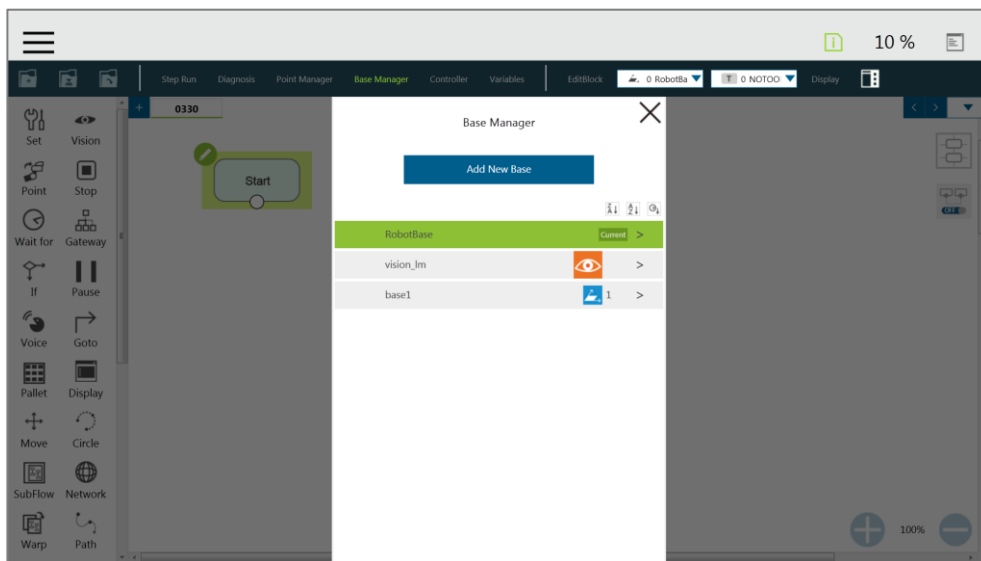 10 %
Step Run Diagnosis Point Manager Base Manager Controller Variables EditBlock 0 RobotBa T 0 NOTOO Display
0330
Set Vision
Point Stop
Wait for Gateway
If Pause
Voice Goto
Pallet Display
Move Circle
SubFlow Network
Warp Path
Start
Base Manager
Add New Base
RobotBase Current >
vision_lm >
base1 1 >
OFF
100%